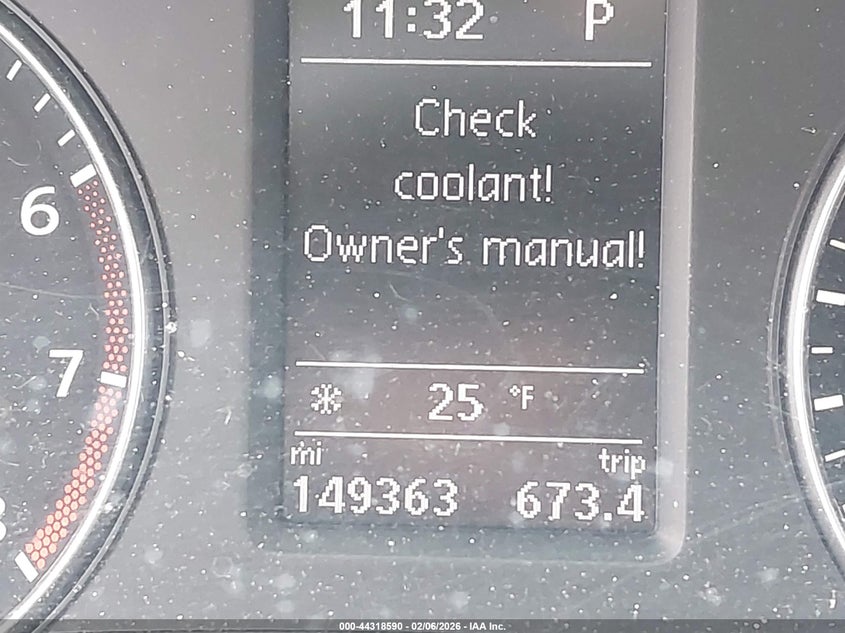 11:32 P
Check
coolant!
Owner's manual!
25 °F
mi trip
149363 673.4
6
7
8
000-44318590 - 02/06/2026 - IAA Inc.